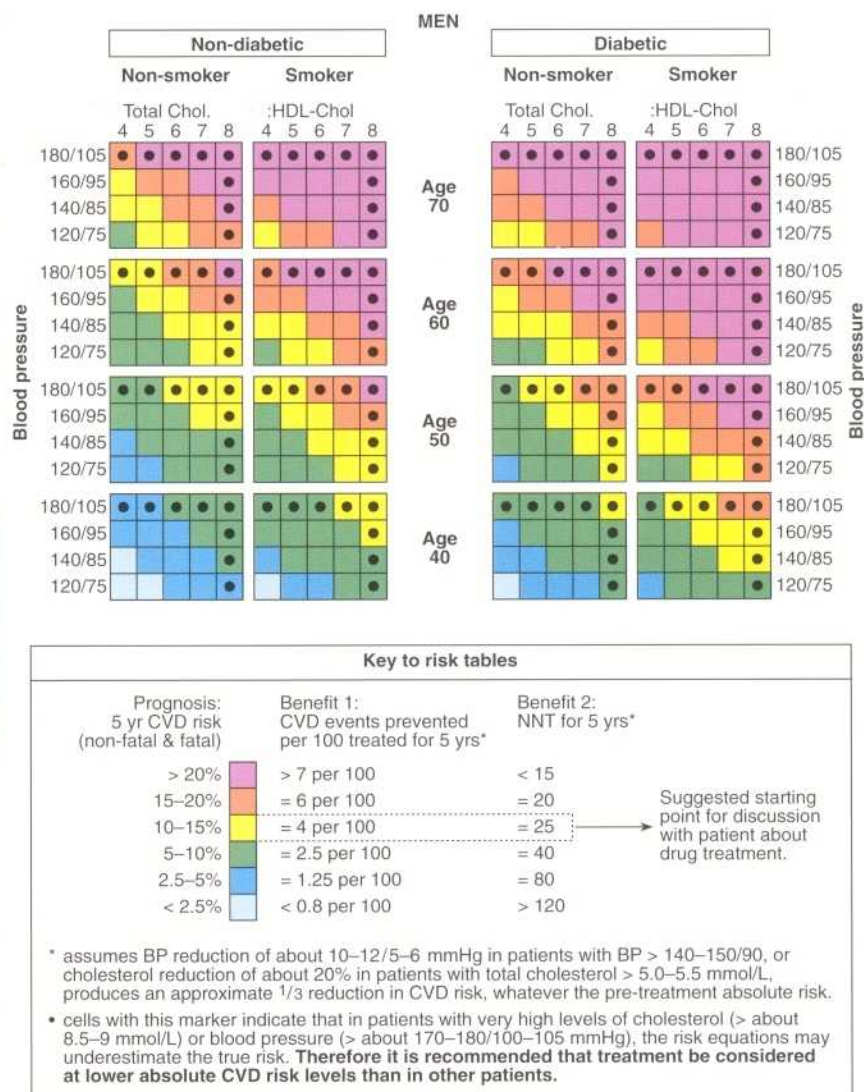 MEN
Non-diabetic
Diabetic
Non-smoker
Smoker
Non-smoker
Smoker
Total Chol.
:HDL-Chol
Total Chol.
:HDL-Chol
4 5 6 7 8
4 5 6 7 8
4 5 6 7 8
4 5 6 7 8
Blood pressure
180/105
160/95
140/85
120/75
Age
70
180/105
160/95
140/85
120/75
180/105
160/95
140/85
120/75
Age
60
180/105
160/95
140/85
120/75
180/105
160/95
140/85
120/75
Age
50
180/105
160/95
140/85
120/75
180/105
160/95
140/85
120/75
Age
40
180/105
160/95
140/85
120/75
Blood pressure
Key to risk tables
Prognosis:
5 yr CVD risk
(non-fatal & fatal)
Benefit 1:
CVD events prevented
per 100 treated for 5 yrs*
Benefit 2:
NNT for 5 yrs*
> 20% > 7 per 100 < 15
15–20% = 6 per 100 = 20
10–15% = 4 per 100 = 25
5–10% = 2.5 per 100 = 40
2.5–5% = 1.25 per 100 = 80
< 2.5% < 0.8 per 100 > 120
Suggested starting
point for discussion
with patient about
drug treatment.
* assumes BP reduction of about 10–12/5–6 mmHg in patients with BP > 140–150/90, or
cholesterol reduction of about 20% in patients with total cholesterol > 5.0–5.5 mmol/L,
produces an approximate 1/3 reduction in CVD risk, whatever the pre-treatment absolute risk.
• cells with this marker indicate that in patients with very high levels of cholesterol (> about
8.5–9 mmol/L) or blood pressure (> about 170–180/100–105 mmHg), the risk equations may
underestimate the true risk. Therefore it is recommended that treatment be considered
at lower absolute CVD risk levels than in other patients.